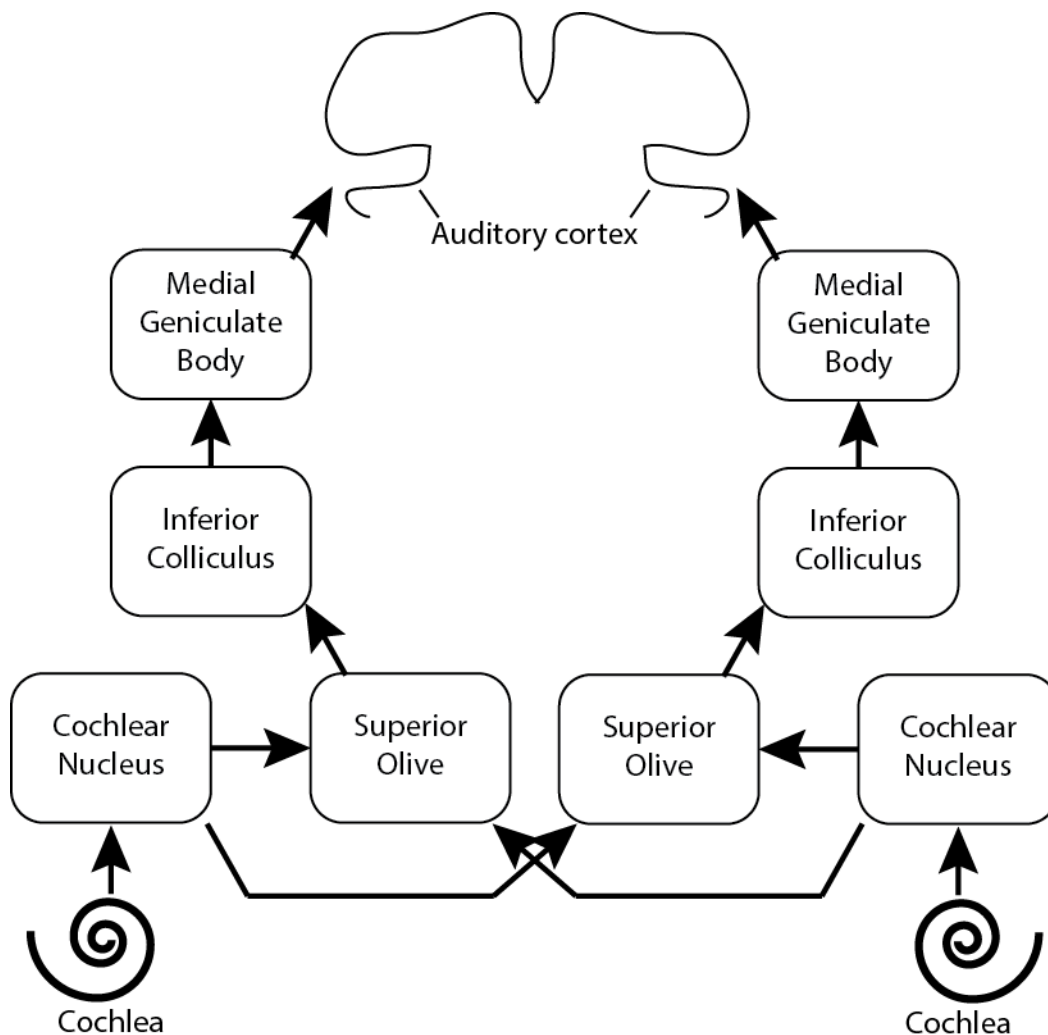 Auditory cortex
Medial
Geniculate
Body
Medial
Geniculate
Body
Inferior
Colliculus
Inferior
Colliculus
Cochlear
Nucleus
Superior
Olive
Superior
Olive
Cochlear
Nucleus
Cochlea
Cochlea